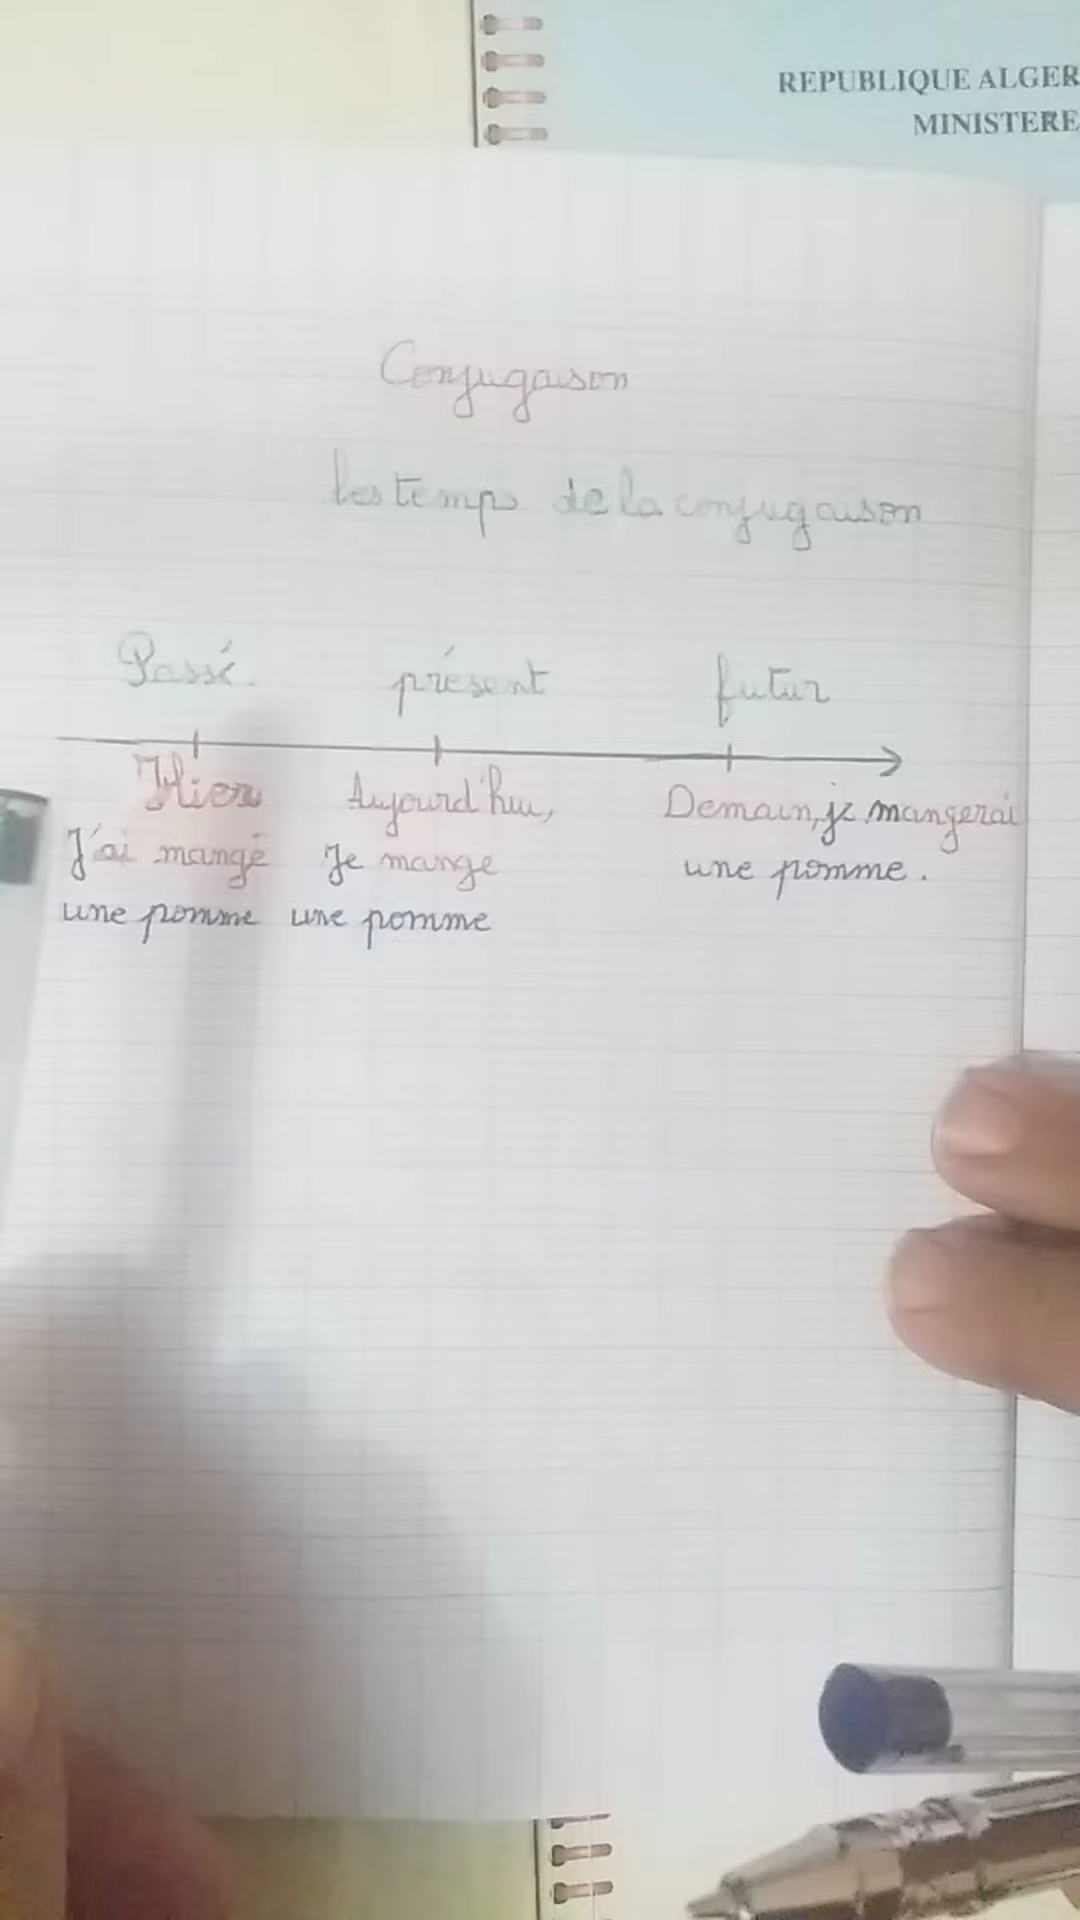 REPUBLIQUE ALGER
MINISTERE
Conjugaison
les temps de la conjugaison
Passé. présent futur
Hier Aujourd'hui, Demain, je mangerai
J'ai mangé Je mange une pomme.
une pomme une pomme